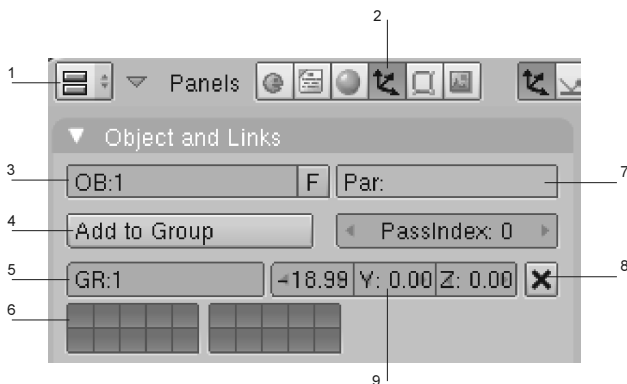 2
1
Panels
Object and Links
3
OB:1 F Par:
7
4
Add to Group PassIndex: 0
5
GR:1 18.99 Y: 0.00 Z: 0.00
8
6
9